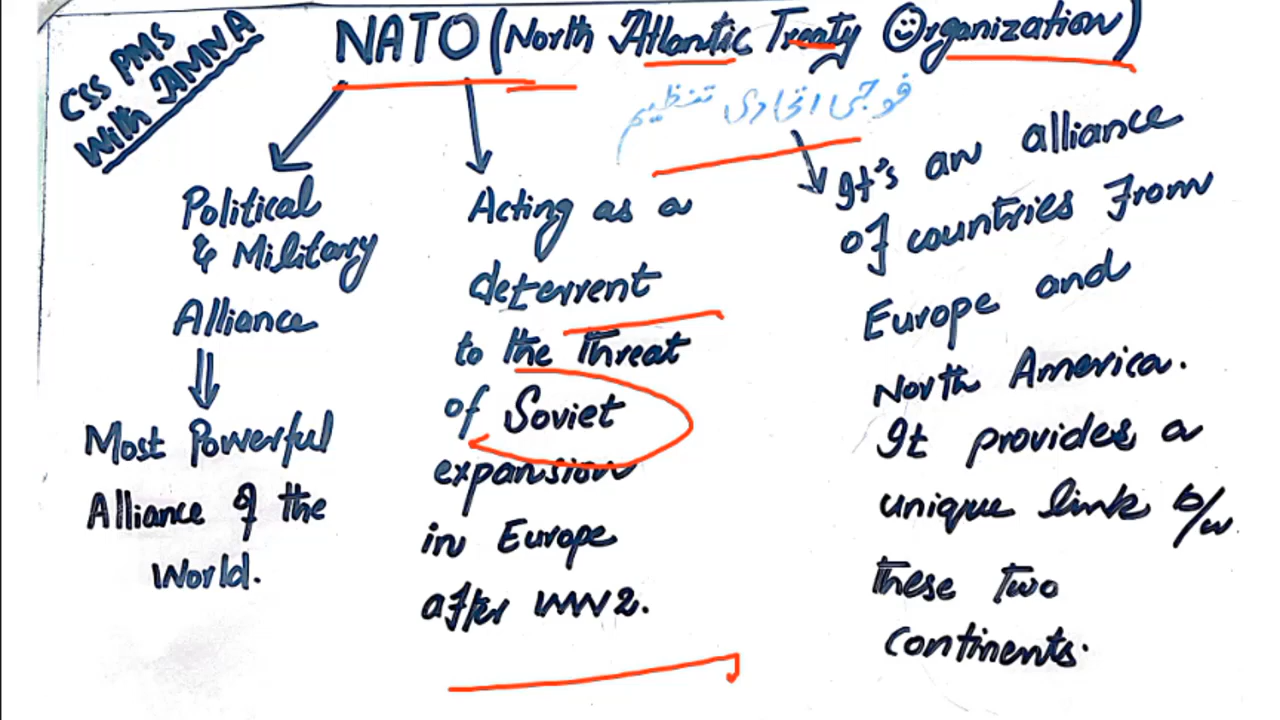 CSS PMS
With AMNA
NATO (North Atlantic Treaty Organization)
فوجی اتحادی تنظیم
Political
& Military
Alliance
Most Powerful
Alliance of the
World.
Acting as a
deterrent
to the threat
of Soviet
expansion
in Europe
after WW2.
It's an alliance
of countries from
Europe and
North America.
It provides a
unique link b/w
these two
continents.